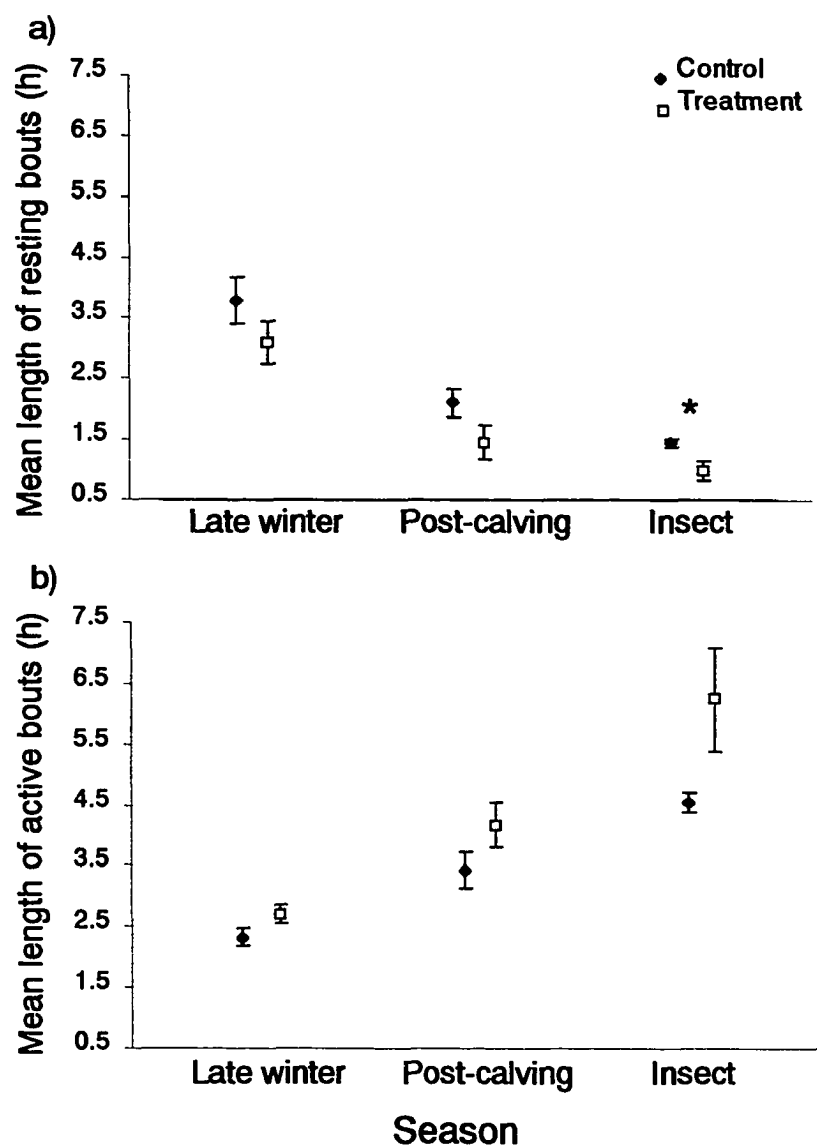 a)
Mean length of resting bouts (h)
7.5
6.5
5.5
4.5
3.5
2.5
1.5
0.5
Control
Treatment
*
Late winter Post-calving Insect
b)
Mean length of active bouts (h)
7.5
6.5
5.5
4.5
3.5
2.5
1.5
0.5
Late winter Post-calving Insect
Season